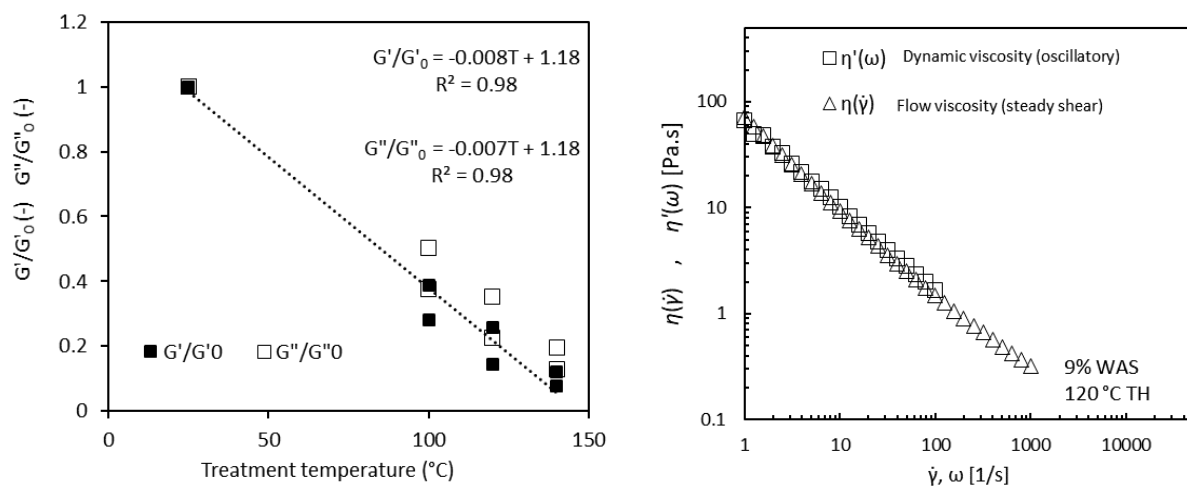 1.2
1
0.8
0.6
0.4
0.2
0
0
50
100
150
G'/G'₀ (-)  G"/G"₀ (-)
Treatment temperature (°C)
G'/G'₀ = -0.008T + 1.18
R² = 0.98
G"/G"₀ = -0.007T + 1.18
R² = 0.98
G'/G'0
G"/G"0
100
10
1
0.1
1
10
100
1000
10000
η(γ̇) , η'(ω) [Pa.s]
γ̇, ω [1/s]
η'(ω) Dynamic viscosity (oscillatory)
η(γ̇) Flow viscosity (steady shear)
9% WAS
120 °C TH